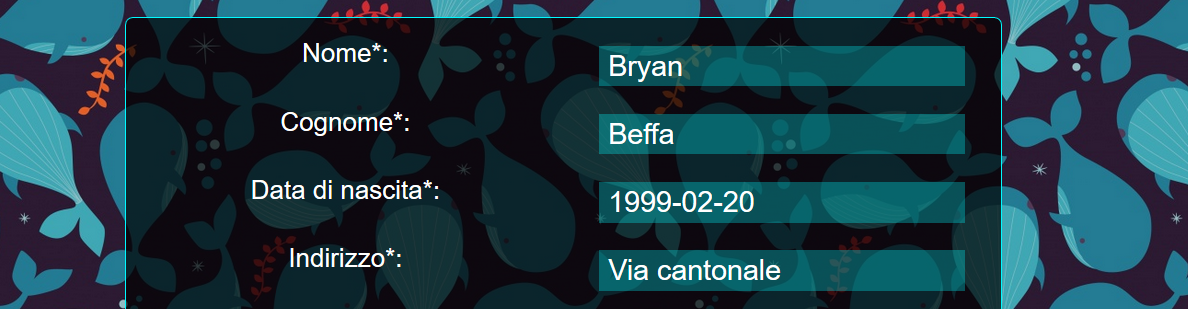 Nome*: Bryan
Cognome*: Beffa
Data di nascita*: 1999-02-20
Indirizzo*: Via cantonale